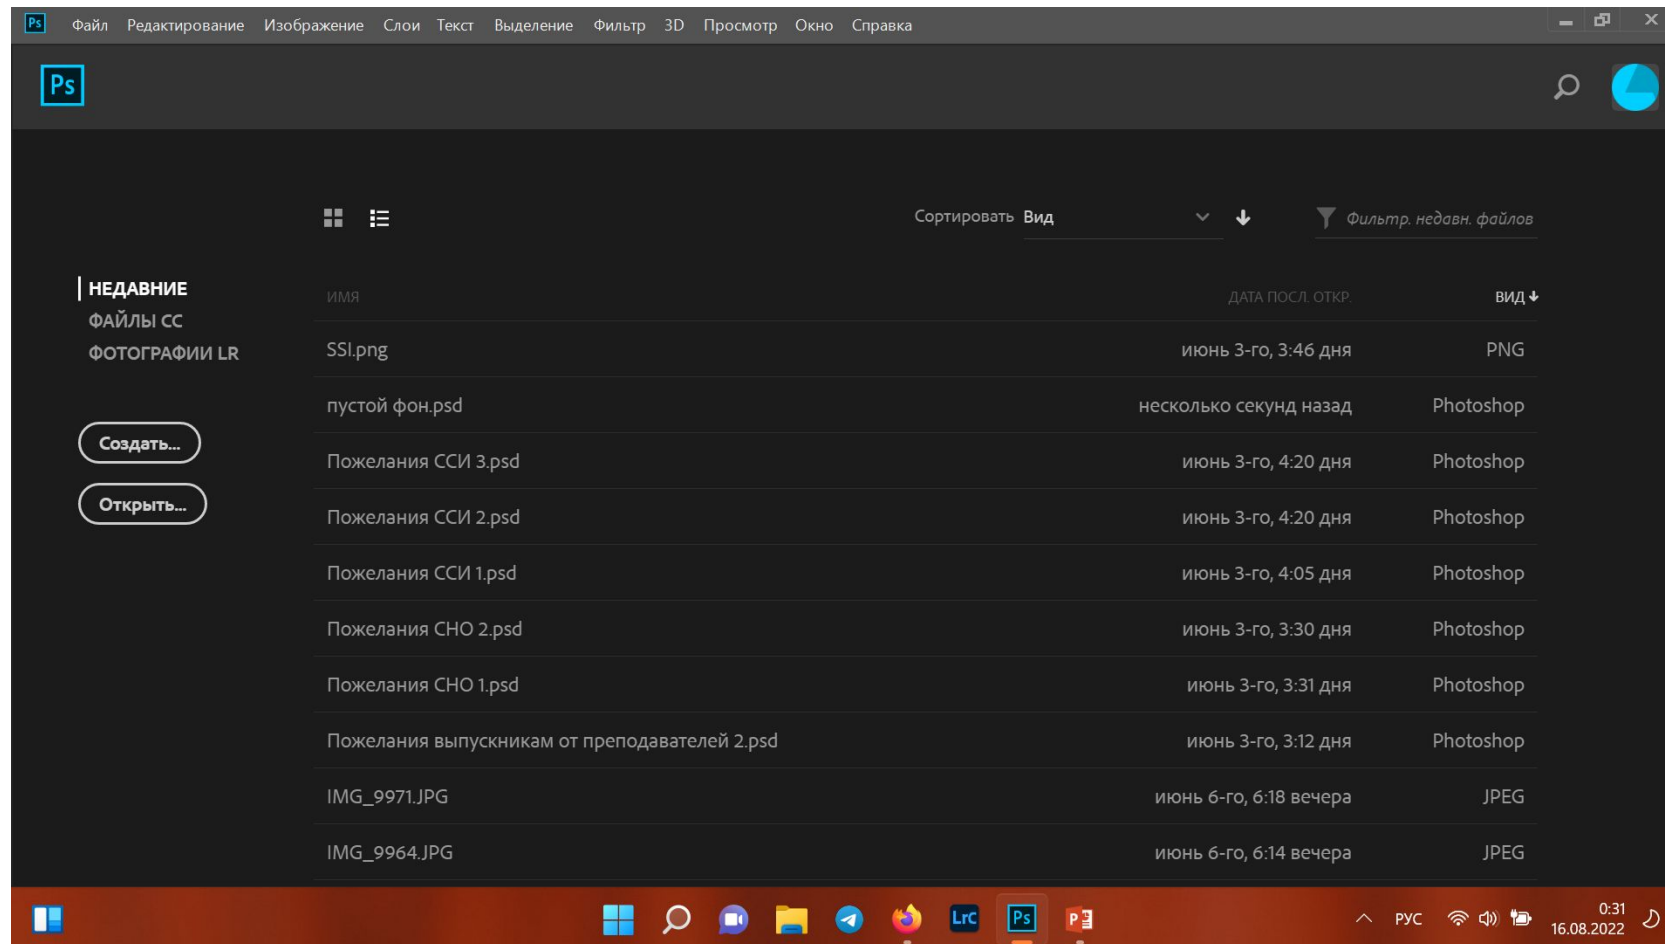 Ps Файл Редактирование Изображение Слои Текст Выделение Фильтр 3D Просмотр Окно Справка
Ps
Сортировать Вид Фильтр. недавн. файлов
НЕДАВНИЕ
ФАЙЛЫ CC
ФОТОГРАФИИ LR
Создать...
Открыть...
ИМЯ ДАТА ПОСЛ. ОТКР. ВИД
SSI.png июнь 3-го, 3:46 дня PNG
пустой фон.psd несколько секунд назад Photoshop
Пожелания ССИ 3.psd июнь 3-го, 4:20 дня Photoshop
Пожелания ССИ 2.psd июнь 3-го, 4:20 дня Photoshop
Пожелания ССИ 1.psd июнь 3-го, 4:05 дня Photoshop
Пожелания СНО 2.psd июнь 3-го, 3:30 дня Photoshop
Пожелания СНО 1.psd июнь 3-го, 3:31 дня Photoshop
Пожелания выпускникам от преподавателей 2.psd июнь 3-го, 3:12 дня Photoshop
IMG_9971.JPG июнь 6-го, 6:18 вечера JPEG
IMG_9964.JPG июнь 6-го, 6:14 вечера JPEG
LrC Ps P РУС 0:31
16.08.2022